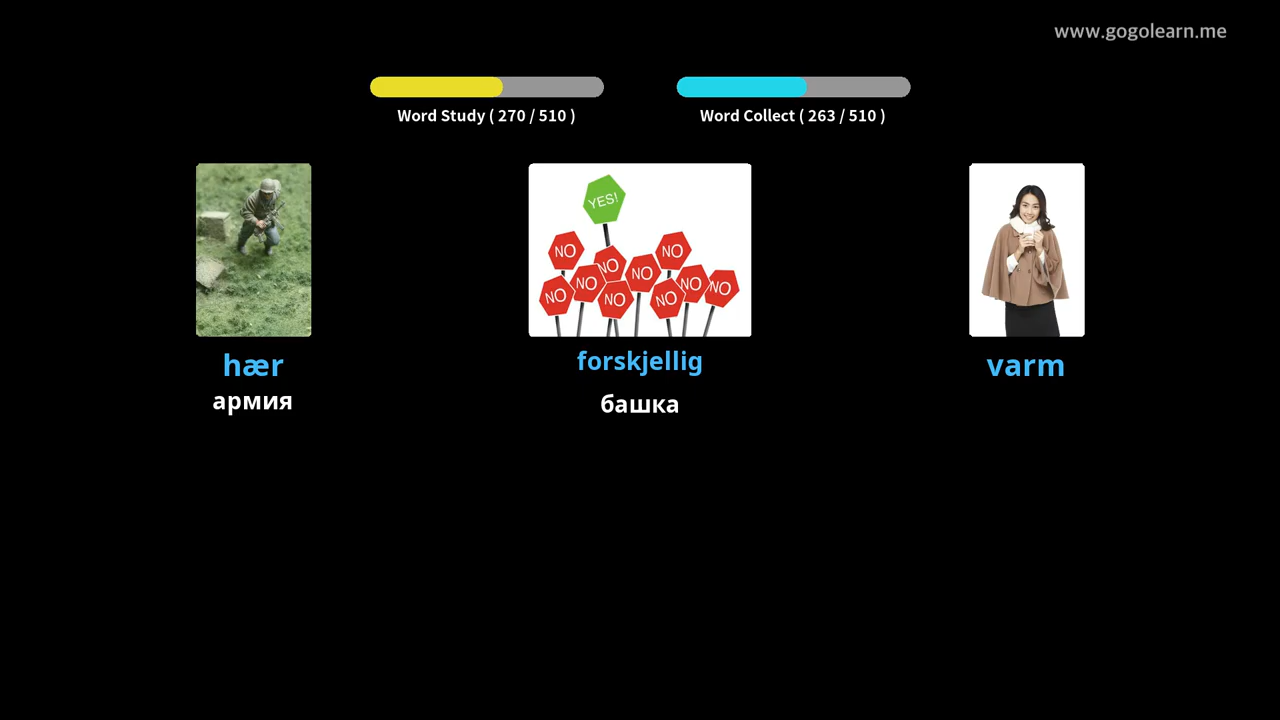 www.gogolearn.me
Word Study ( 270 / 510 )
Word Collect ( 263 / 510 )
YES!
NO
NO
NO
NO
NO
NO
NO
NO
NO
NO
hær
forskjellig
varm
армия
башка